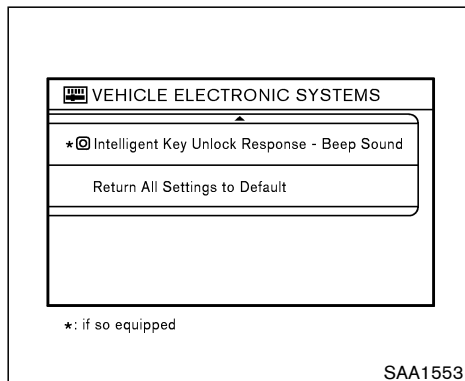 VEHICLE ELECTRONIC SYSTEMS
* Intelligent Key Unlock Response - Beep Sound
Return All Settings to Default
*: if so equipped
SAA1553